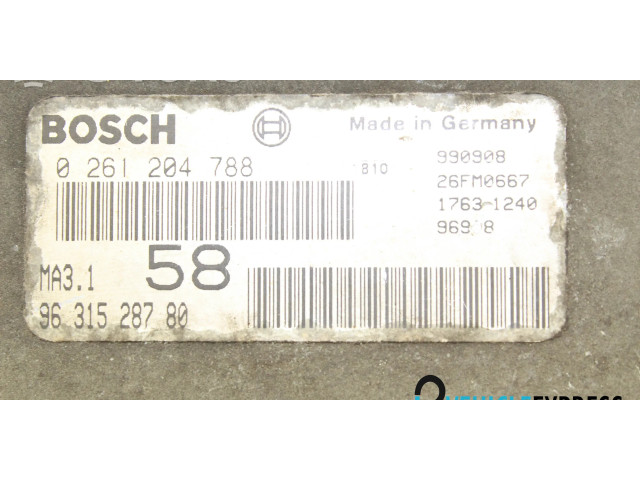 BOSCH
Made in Germany
0 261 204 788
B10
990908
26FM0667
1763 1240
58
MA3.1
96 315 287 80